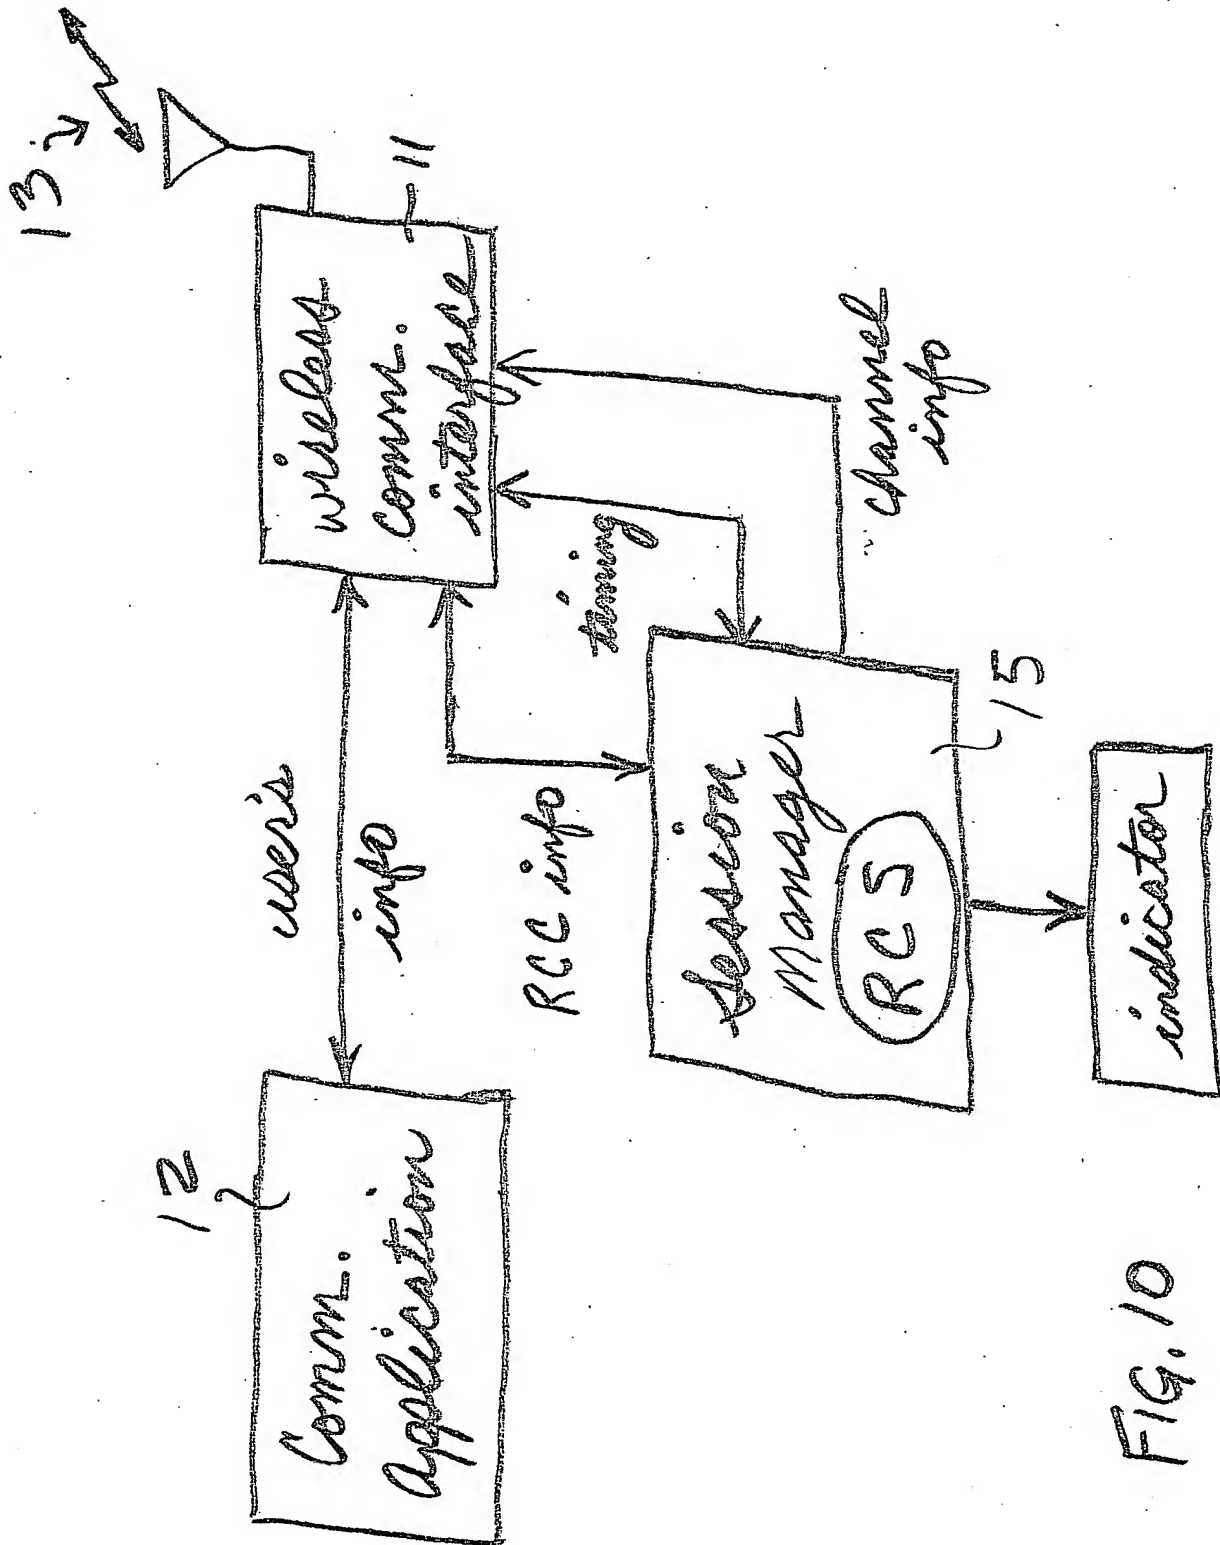 13
12
Comm.
Application
user's
info
wireless
comm.
interface
11
RCC info
timing
Session
Manager
RCS
15
channel
info
indicator
FIG. 10